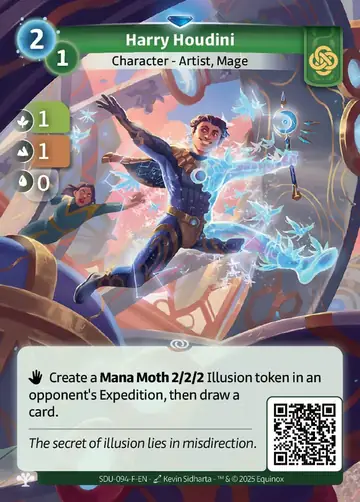 2
Harry Houdini
1
Character - Artist, Mage
1
1
0
Create a Mana Moth 2/2/2 Illusion token in an
opponent's Expedition, then draw a
card.
The secret of illusion lies in misdirection.
SDU-094-F-EN - Kevin Sidharta - ™ & © 2025 Equinox